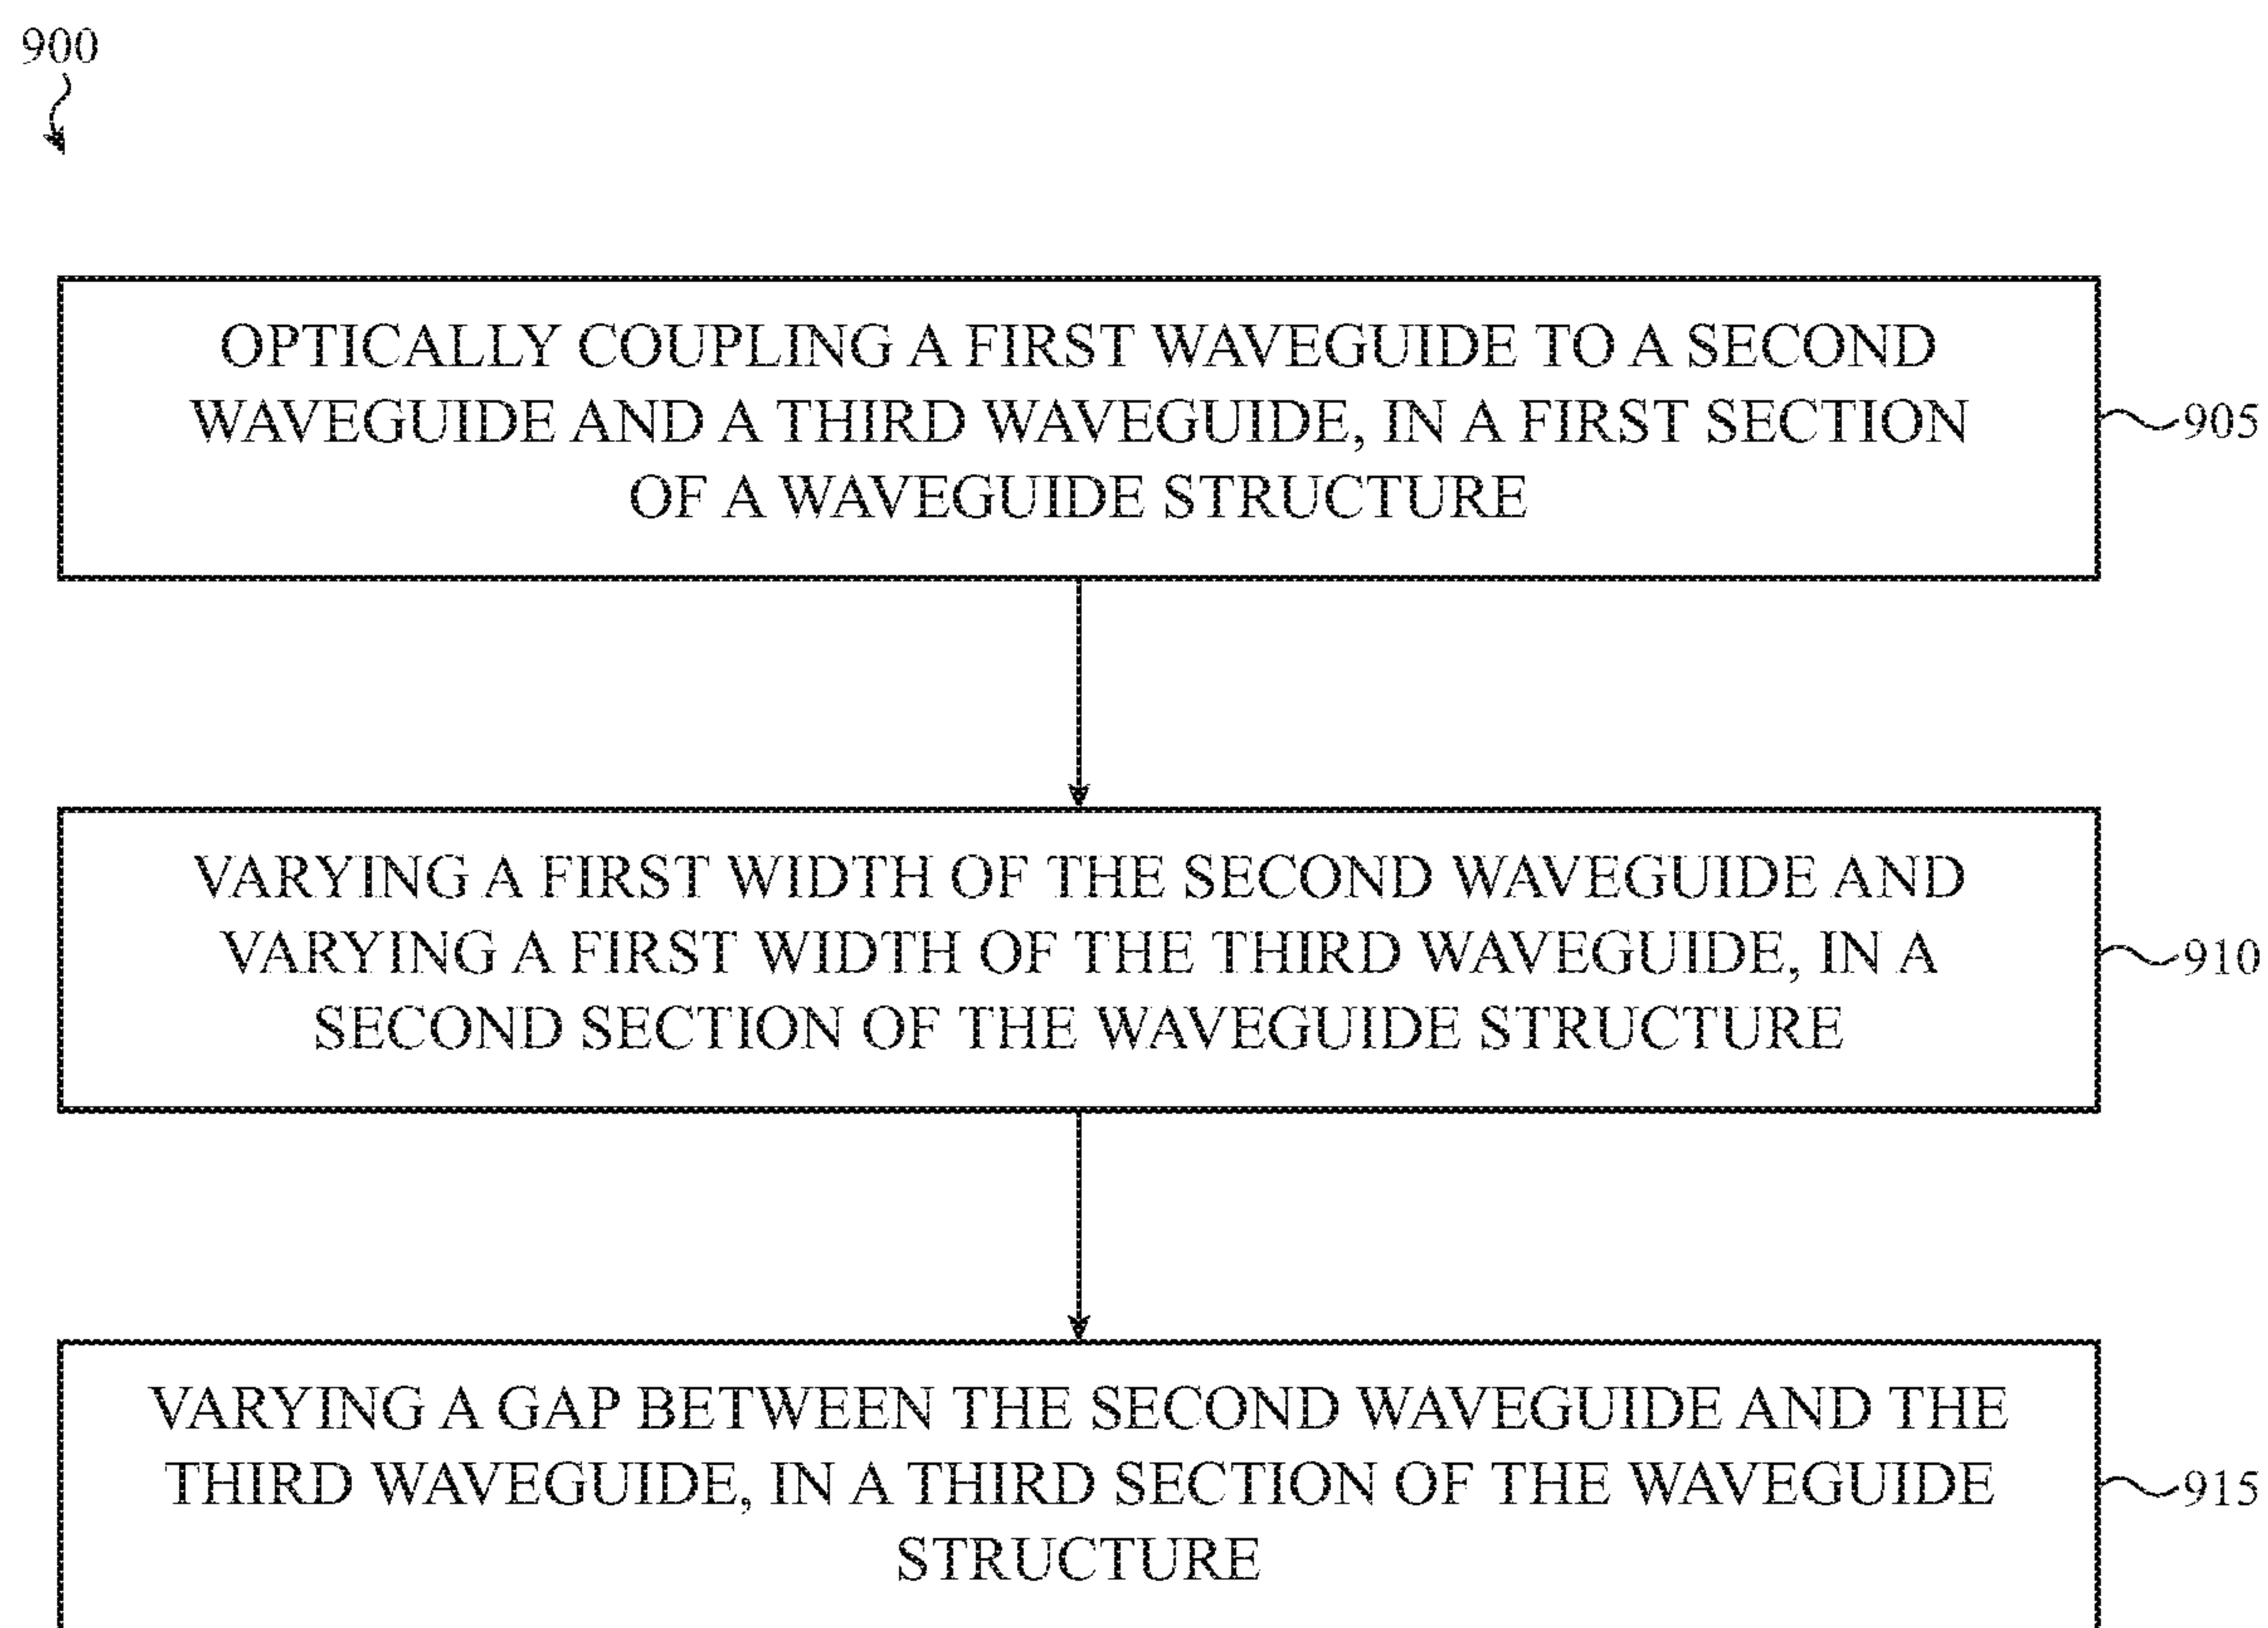 900
OPTICALLY COUPLING A FIRST WAVEGUIDE TO A SECOND
WAVEGUIDE AND A THIRD WAVEGUIDE, IN A FIRST SECTION
OF A WAVEGUIDE STRUCTURE
905
VARYING A FIRST WIDTH OF THE SECOND WAVEGUIDE AND
VARYING A FIRST WIDTH OF THE THIRD WAVEGUIDE, IN A
SECOND SECTION OF THE WAVEGUIDE STRUCTURE
910
VARYING A GAP BETWEEN THE SECOND WAVEGUIDE AND THE
THIRD WAVEGUIDE, IN A THIRD SECTION OF THE WAVEGUIDE
STRUCTURE
915